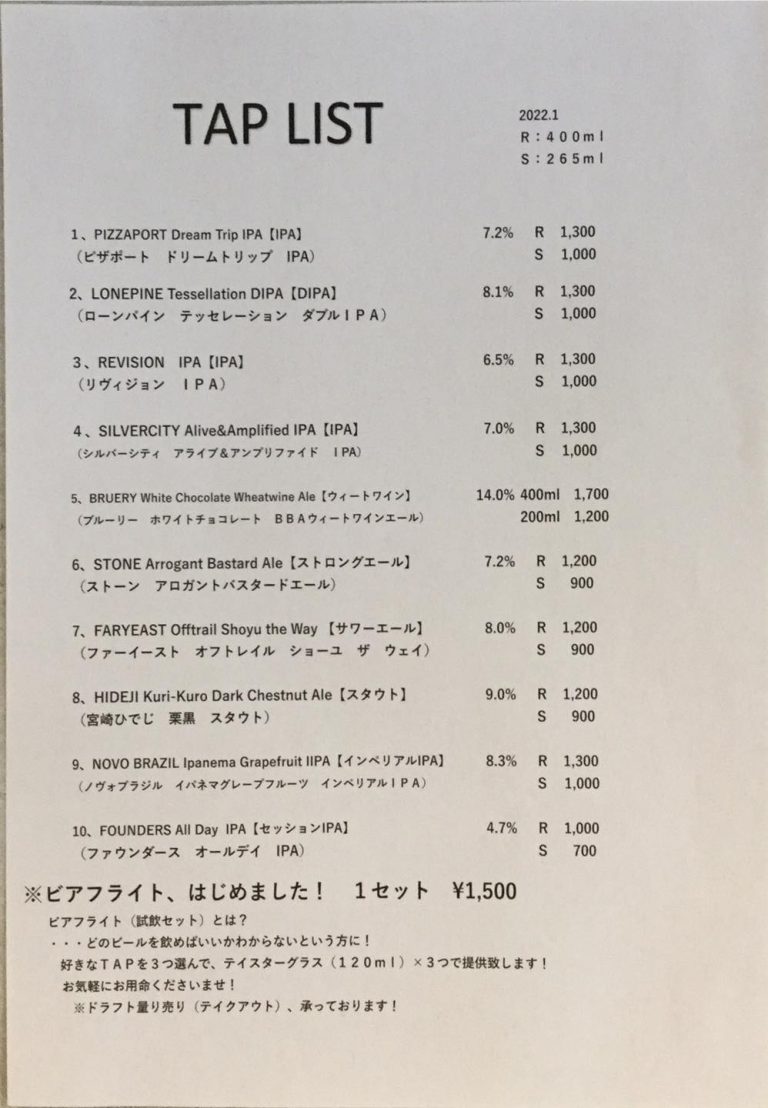 TAP LIST
2022.1
R：４００ｍｌ
S：２６５ｍｌ
１、PIZZAPORT Dream Trip IPA【IPA】 7.2% R 1,300
（ピザポート　ドリームトリップ　IPA） S 1,000
2、LONEPINE Tessellation DIPA【DIPA】 8.1% R 1,300
（ローンパイン　テッセレーション　ダブルＩＰＡ） S 1,000
３、REVISION　IPA【IPA】 6.5% R 1,300
（リヴィジョン　ＩＰＡ） S 1,000
４、SILVERCITY Alive&Amplified IPA【IPA】 7.0% R 1,300
（シルバーシティ　アライブ＆アンプリファイド　IPA） S 1,000
5、BRUERY White Chocolate Wheatwine Ale【ウィートワイン】 14.0% 400ml 1,700
（ブルーリー　ホワイトチョコレート　ＢＢＡウィートワインエール） 200ml 1,200
6、STONE Arrogant Bastard Ale【ストロングエール】 7.2% R 1,200
（ストーン　アロガントバスタードエール） S 900
7、FARYEAST Offtrail Shoyu the Way 【サワーエール】 8.0% R 1,200
（ファーイースト　オフトレイル　ショーユ　ザ　ウェイ） S 900
8、HIDEJI Kuri-Kuro Dark Chestnut Ale【スタウト】 9.0% R 1,200
（宮崎ひでじ　栗黒　スタウト） S 900
9、NOVO BRAZIL Ipanema Grapefruit IIPA【インペリアルIPA】 8.3% R 1,300
（ノヴォブラジル　イパネマグレープフルーツ　インペリアルＩＰＡ） S 1,000
10、FOUNDERS All Day IPA【セッションIPA】 4.7% R 1,000
（ファウンダース　オールデイ　IPA） S 700
※ビアフライト、はじめました！　１セット　¥1,500
ビアフライト（試飲セット）とは？
・・・どのビールを飲めばいいかわからないという方に！
好きなＴＡＰを３つ選んで、テイスターグラス（１２０ｍｌ）×３つで提供致します！
お気軽にお用命くださいませ！
※ドラフト量り売り（テイクアウト）、承っております！